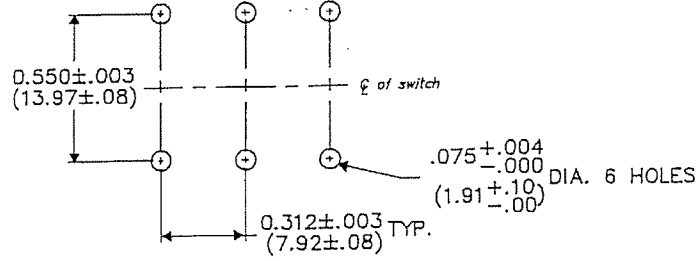 0.550±.003
(13.97±.08)
℄ of switch
.075 +.004 -.000
(1.91 +.10 -.00) DIA. 6 HOLES
0.312±.003 TYP.
(7.92±.08)